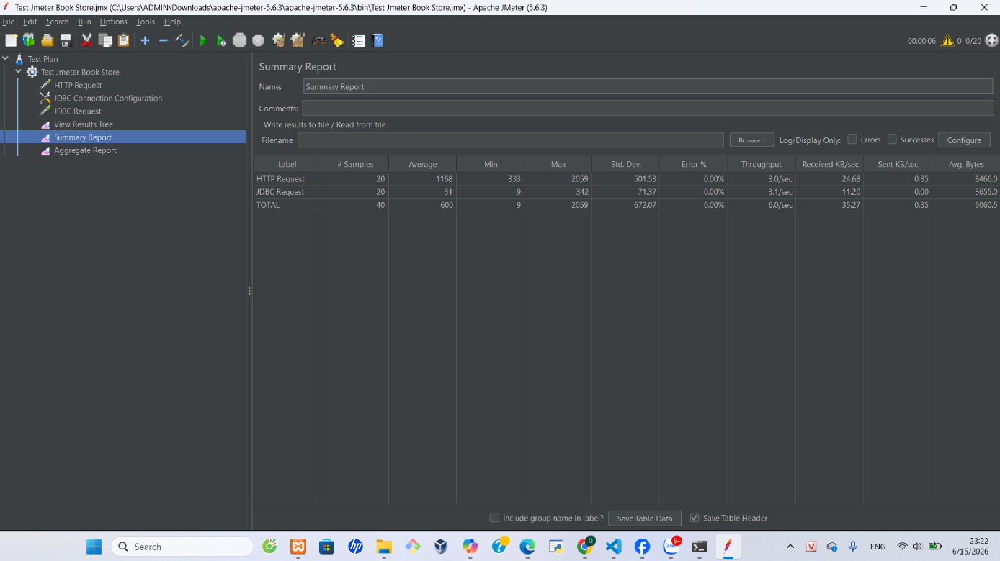 Test Jmeter Book Store.jmx (C:\Users\ADMIN\Downloads\apache-jmeter-5.6.3\apache-jmeter-5.6.3\bin\Test Jmeter Book Store.jmx) - Apache JMeter (5.6.3)
File Edit Search Run Options Tools Help
00:00:06 0 0/20
Test Plan
Test Jmeter Book Store
HTTP Request
JDBC Connection Configuration
JDBC Request
View Results Tree
Summary Report
Aggregate Report
Summary Report
Name: Summary Report
Comments:
Write results to file / Read from file
Filename Browse... Log/Display Only: Errors Successes Configure
Label # Samples Average Min Max Std. Dev. Error % Throughput Received KB/sec Sent KB/sec Avg. Bytes
HTTP Request 20 1168 333 2059 501.53 0.00% 3.0/sec 24.68 0.35 8466.0
JDBC Request 20 31 9 342 71.37 0.00% 3.1/sec 11.20 0.00 3655.0
TOTAL 40 600 9 2059 672.07 0.00% 6.0/sec 35.27 0.35 6060.5
Include group name in label? Save Table Data Save Table Header
Search
hp
Q
Zalo
5+
V
ENG
23:22
6/15/2026